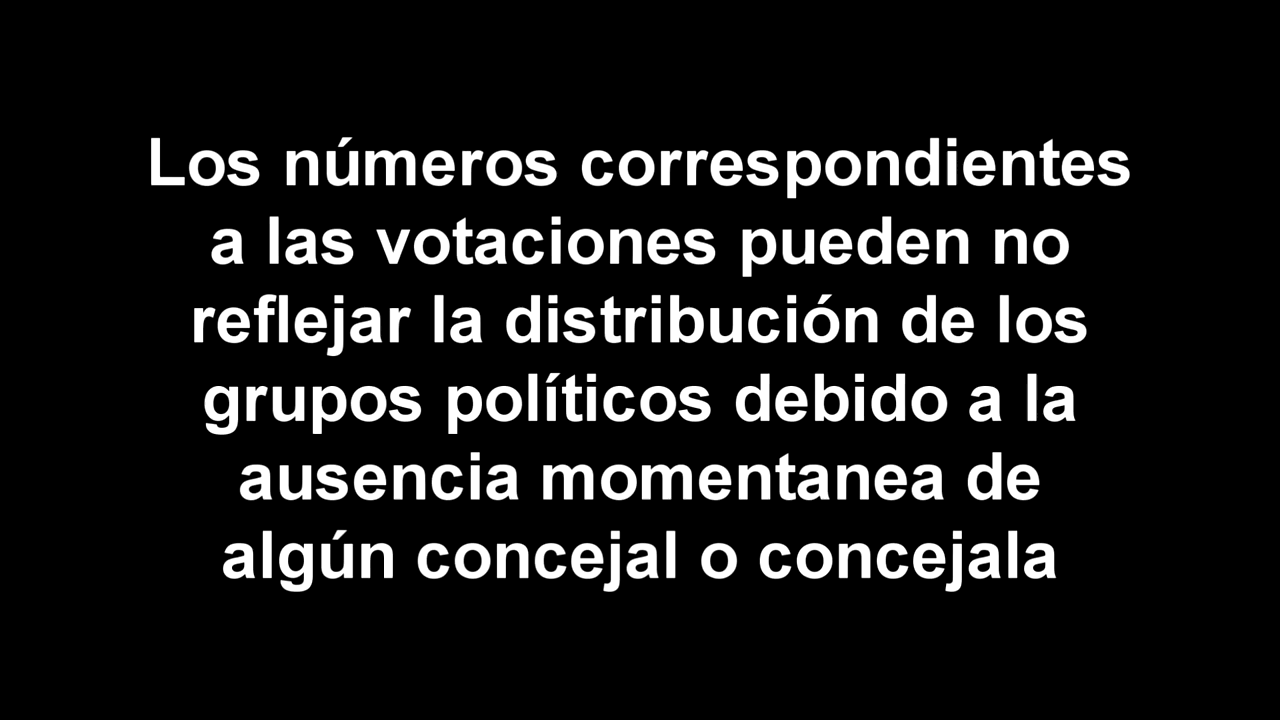 Los números correspondientes
a las votaciones pueden no
reflejar la distribución de los
grupos políticos debido a la
ausencia momentanea de
algún concejal o concejala